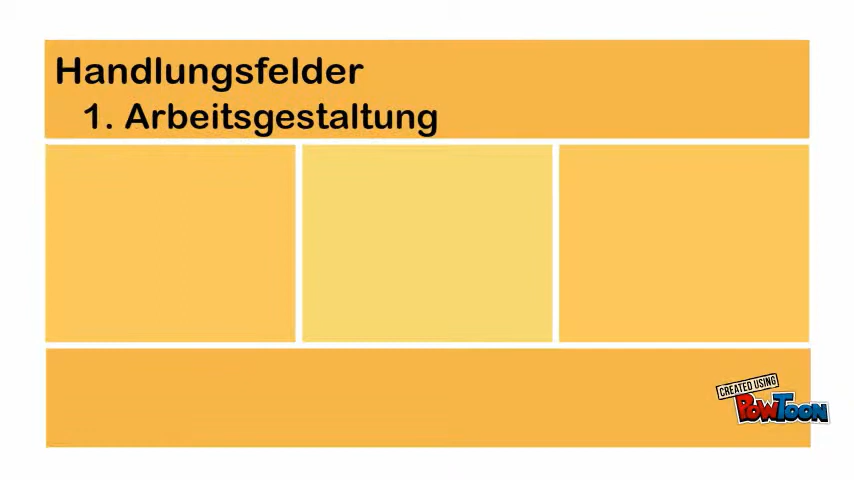 Handlungsfelder
1. Arbeitsgestaltung
CREATED USING
POWTOON